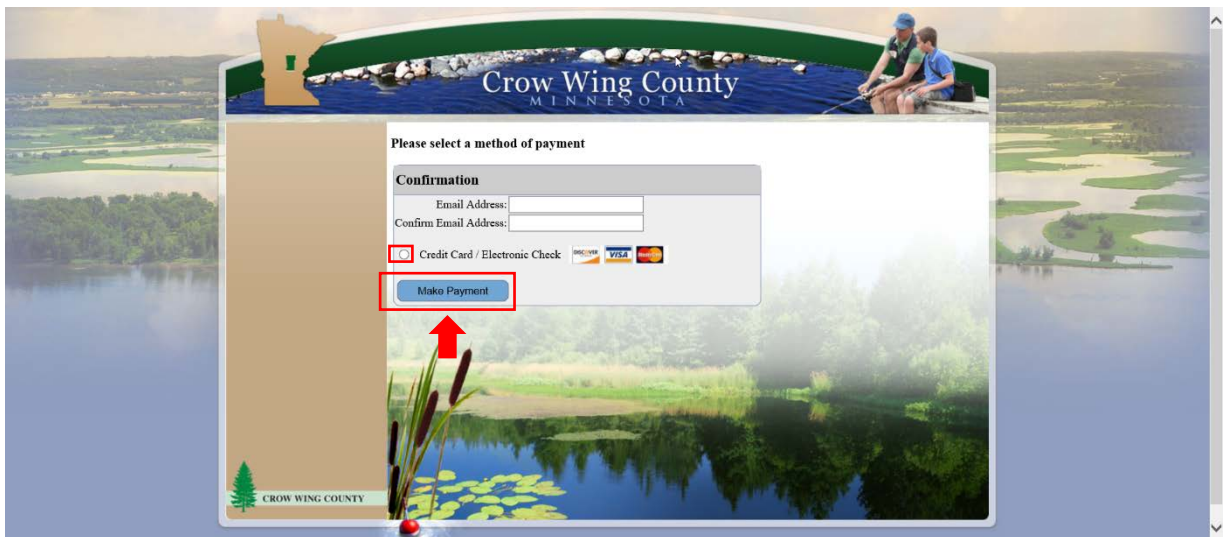 Crow Wing County
MINNESOTA
Please select a method of payment
Confirmation
Email Address:
Confirm Email Address:
Credit Card / Electronic Check DISCOVER VISA MasterCard
Make Payment
CROW WING COUNTY